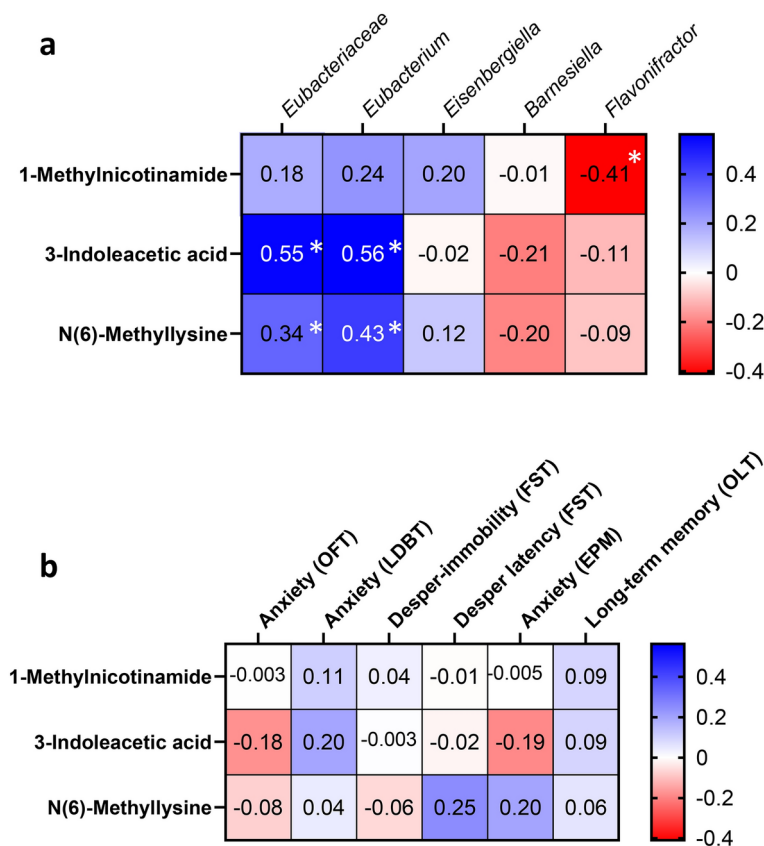 a
Eubacteriaceae
Eubacterium
Eisenbergiella
Barnesiella
Flavonifractor
1-Methylnicotinamide 0.18 0.24 0.20 -0.01 -0.41 *
3-Indoleacetic acid 0.55 * 0.56 * -0.02 -0.21 -0.11
N(6)-Methyllysine 0.34 * 0.43 * 0.12 -0.20 -0.09
0.4
0.2
0
-0.2
-0.4
b
Anxiety (OFT)
Anxiety (LDBT)
Desper-immobility (FST)
Desper latency (FST)
Anxiety (EPM)
Long-term memory (OLT)
1-Methylnicotinamide -0.003 0.11 0.04 -0.01 -0.005 0.09
3-Indoleacetic acid -0.18 0.20 -0.003 -0.02 -0.19 0.09
N(6)-Methyllysine -0.08 0.04 -0.06 0.25 0.20 0.06
0.4
0.2
0
-0.2
-0.4